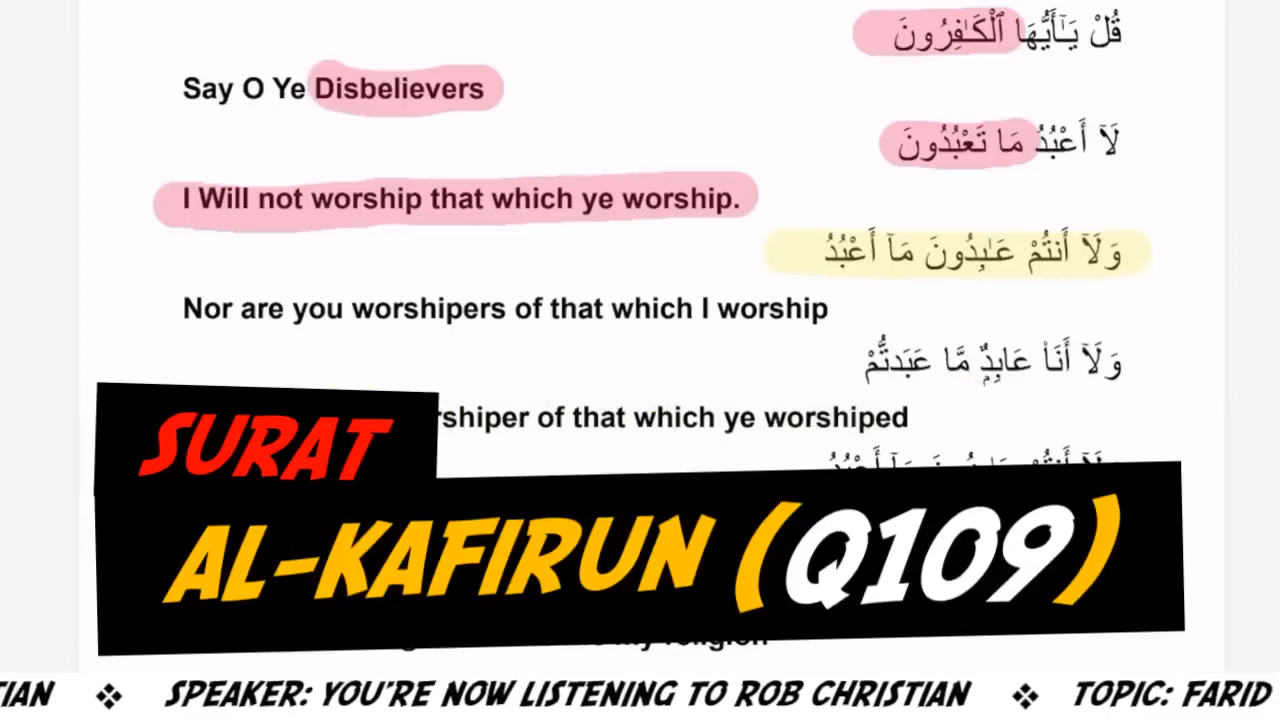 قُلْ يَـٰٓأَيُّهَا ٱلْكَـٰفِرُونَ
Say O Ye Disbelievers
لَآ أَعْبُدُ مَا تَعْبُدُونَ
I Will not worship that which ye worship.
وَلَآ أَنتُمْ عَـٰبِدُونَ مَآ أَعْبُدُ
Nor are you worshipers of that which I worship
وَلَآ أَنَا۠ عَابِدٌ مَّا عَبَدتُّمْ
rshiper of that which ye worshiped
SURAT
AL-KAFIRUN (Q109)
my religion
TIAN ❖ SPEAKER: YOU'RE NOW LISTENING TO ROB CHRISTIAN ❖ TOPIC: FARID